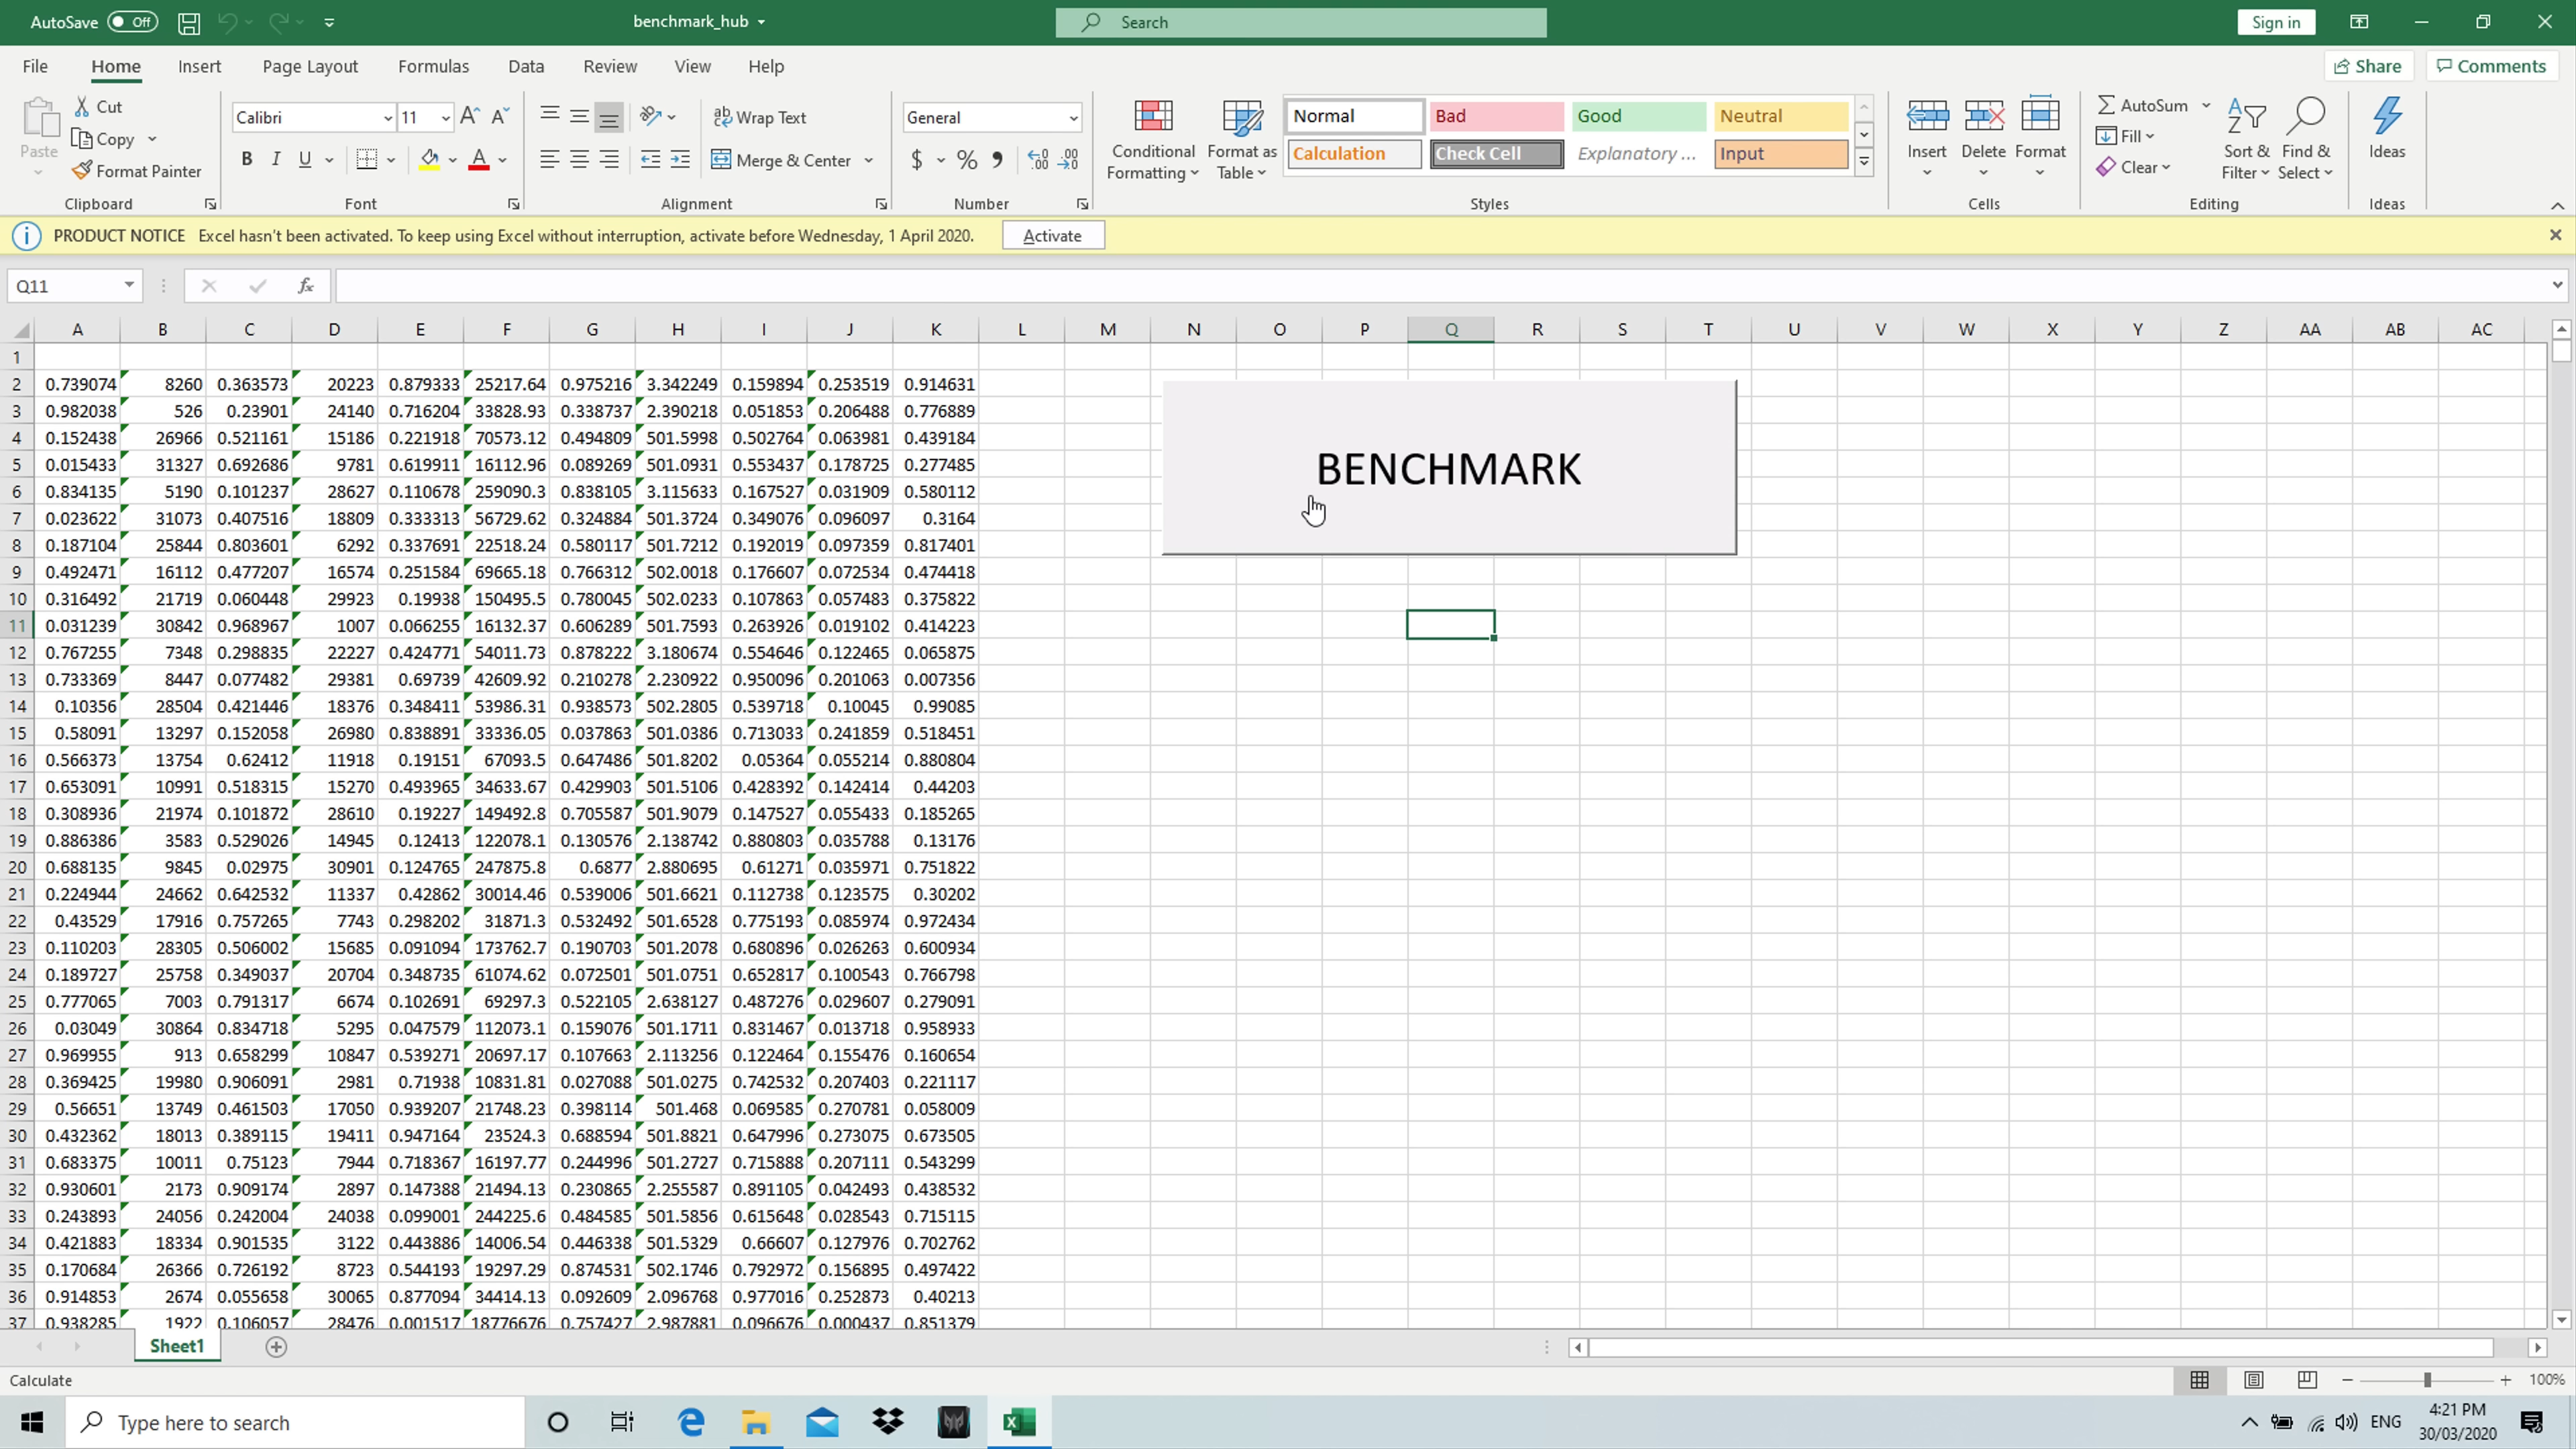 AutoSave Off benchmark_hub Search Sign in
File Home Insert Page Layout Formulas Data Review View Help Share Comments
Paste Cut Copy Format Painter Clipboard
Calibri 11 A A B I U A Font
ab Wrap Text Merge & Center Alignment
General $ % 9 Number
Conditional Formatting Format as Table Normal Bad Good Neutral
Calculation Check Cell Explanatory ... Input Styles
Insert Delete Format Cells
AutoSum Fill Clear Sort & Filter Find & Select Editing
Ideas Ideas
PRODUCT NOTICE Excel hasn't been activated. To keep using Excel without interruption, activate before Wednesday, 1 April 2020. Activate
Q11 fx
A B C D E F G H I J K L M N O P Q R S T U V W X Y Z AA AB AC
1
2 0.739074 8260 0.363573 20223 0.879333 25217.64 0.975216 3.342249 0.159894 0.253519 0.914631
3 0.982038 526 0.23901 24140 0.716204 33828.93 0.338737 2.390218 0.051853 0.206488 0.776889
4 0.152438 26966 0.521161 15186 0.221918 70573.12 0.494809 501.5998 0.502764 0.063981 0.439184
5 0.015433 31327 0.692686 9781 0.619911 16112.96 0.089269 501.0931 0.553437 0.178725 0.277485
BENCHMARK
6 0.834135 5190 0.101237 28627 0.110678 259090.3 0.838105 3.115633 0.167527 0.031909 0.580112
7 0.023622 31073 0.407516 18809 0.333313 56729.62 0.324884 501.3724 0.349076 0.096097 0.3164
8 0.187104 25844 0.803601 6292 0.337691 22518.24 0.580117 501.7212 0.192019 0.097359 0.817401
9 0.492471 16112 0.477207 16574 0.251584 69665.18 0.766312 502.0018 0.176607 0.072534 0.474418
10 0.316492 21719 0.060448 29923 0.19938 150495.5 0.780045 502.0233 0.107863 0.057483 0.375822
11 0.031239 30842 0.968967 1007 0.066255 16132.37 0.606289 501.7593 0.263926 0.019102 0.414223
12 0.767255 7348 0.298835 22227 0.424771 54011.73 0.878222 3.180674 0.554646 0.122465 0.065875
13 0.733369 8447 0.077482 29381 0.69739 42609.92 0.210278 2.230922 0.950096 0.201063 0.007356
14 0.10356 28504 0.421446 18376 0.348411 53986.31 0.938573 502.2805 0.539718 0.10045 0.99085
15 0.58091 13297 0.152058 26980 0.838891 33336.05 0.037863 501.0386 0.713033 0.241859 0.518451
16 0.566373 13754 0.62412 11918 0.19151 67093.5 0.647486 501.8202 0.05364 0.055214 0.880804
17 0.653091 10991 0.518315 15270 0.493965 34633.67 0.429903 501.5106 0.428392 0.142414 0.44203
18 0.308936 21974 0.101872 28610 0.19227 149492.8 0.705587 501.9079 0.147527 0.055433 0.185265
19 0.886386 3583 0.529026 14945 0.12413 122078.1 0.130576 2.138742 0.880803 0.035788 0.13176
20 0.688135 9845 0.02975 30901 0.124765 247875.8 0.6877 2.880695 0.61271 0.035971 0.751822
21 0.224944 24662 0.642532 11337 0.42862 30014.46 0.539006 501.6621 0.112738 0.123575 0.30202
22 0.43529 17916 0.757265 7743 0.298202 31871.3 0.532492 501.6528 0.775193 0.085974 0.972434
23 0.110203 28305 0.506002 15685 0.091094 173762.7 0.190703 501.2078 0.680896 0.026263 0.600934
24 0.189727 25758 0.349037 20704 0.348735 61074.62 0.072501 501.0751 0.652817 0.100543 0.766798
25 0.777065 7003 0.791317 6674 0.102691 69297.3 0.522105 2.638127 0.487276 0.029607 0.279091
26 0.03049 30864 0.834718 5295 0.047579 112073.1 0.159076 501.1711 0.831467 0.013718 0.958933
27 0.969955 913 0.658299 10847 0.539271 20697.17 0.107663 2.113256 0.122464 0.155476 0.160654
28 0.369425 19980 0.906091 2981 0.71938 10831.81 0.027088 501.0275 0.742532 0.207403 0.221117
29 0.56651 13749 0.461503 17050 0.939207 21748.23 0.398114 501.468 0.069585 0.270781 0.058009
30 0.432362 18013 0.389115 19411 0.947164 23524.3 0.688594 501.8821 0.647996 0.273075 0.673505
31 0.683375 10011 0.75123 7944 0.718367 16197.77 0.244996 501.2727 0.715888 0.207111 0.543299
32 0.930601 2173 0.909174 2897 0.147388 21494.13 0.230865 2.255587 0.891105 0.042493 0.438532
33 0.243893 24056 0.242004 24038 0.099001 244225.6 0.484585 501.5856 0.615648 0.028543 0.715115
34 0.421883 18334 0.901535 3122 0.443886 14006.54 0.446338 501.5329 0.66607 0.127976 0.702762
35 0.170684 26366 0.726192 8723 0.544193 19297.29 0.874531 502.1746 0.792972 0.156895 0.497422
36 0.914853 2674 0.055658 30065 0.877094 34414.13 0.092609 2.096768 0.977016 0.252873 0.40213
37 0.938285 1922 0.106057 28476 0.001517 18776676 0.757427 2.987881 0.096676 0.000437 0.851379
Sheet1
Calculate 100%
Type here to search ENG 4:21 PM
30/03/2020